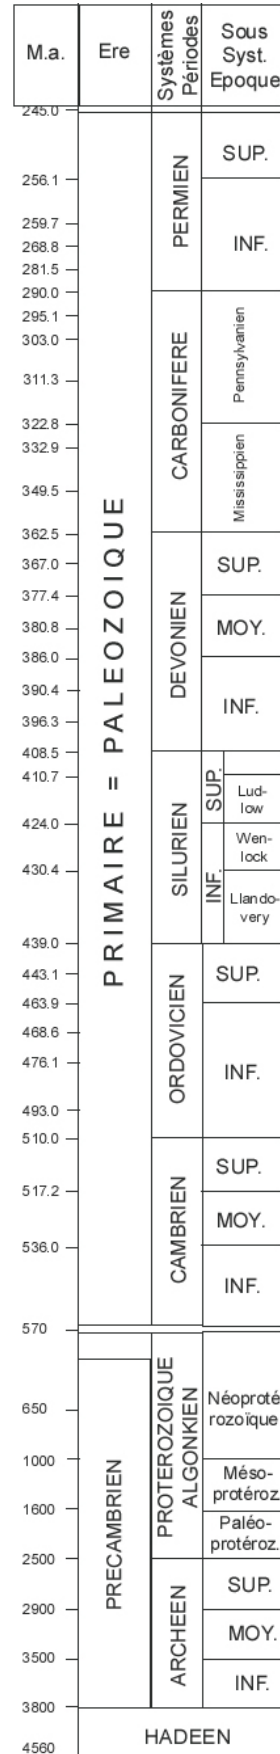 M.a.
Ere
Systèmes
Périodes
Sous
Syst.
Epoque
245.0
256.1
259.7
268.8
281.5
290.0
295.1
303.0
311.3
322.8
332.9
349.5
362.5
367.0
377.4
380.8
386.0
390.4
396.3
408.5
410.7
424.0
430.4
439.0
443.1
463.9
468.6
476.1
493.0
510.0
517.2
536.0
570
650
1000
1600
2500
2900
3500
3800
4560
PRIMAIRE = PALEOZOIQUE
PRECAMBRIEN
PERMIEN
SUP.
INF.
CARBONIFERE
Pennsylvanien
Mississippien
DEVONIEN
SUP.
MOY.
INF.
SILURIEN
SUP.
Lud-
low
INF.
Wen-
lock
Llando-
very
ORDOVICIEN
SUP.
INF.
CAMBRIEN
SUP.
MOY.
INF.
PROTEROZOIQUE
ALGONKIEN
Néoproté
rozoïque
Méso-
protéroz.
Paléo-
protéroz.
ARCHEEN
SUP.
MOY.
INF.
HADEEN